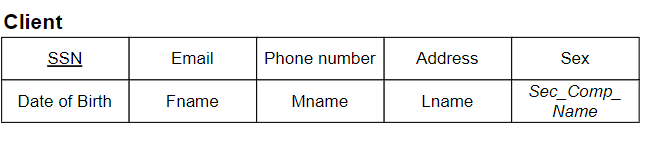 Client
SSN Email Phone number Address Sex
Date of Birth Fname Mname Lname Sec_Comp_
Name